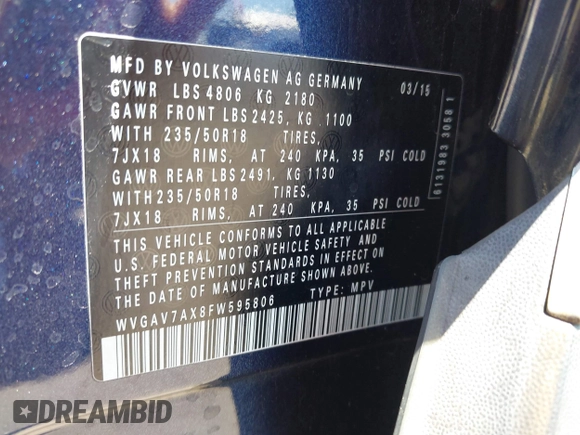 MFD BY VOLKSWAGEN AG GERMANY
03/15
GVWR LBS 4806 KG 2180
GAWR FRONT LBS 2425, KG .1100
WITH 235/50R18 TIRES,
7JX18 RIMS, AT 240 KPA, 35 PSI COLD
GAWR REAR LBS 2491. KG 1130
WITH 235/50R18 TIRES,
7JX18 RIMS, AT 240 KPA, 35 PSI COLD
THIS VEHICLE CONFORMS TO ALL APPLICABLE
U.S. FEDERAL MOTOR VEHICLE SAFETY AND
THEFT PREVENTION STANDARDS IN EFFECT ON
THE DATE OF MANUFACTURE SHOWN ABOVE.
WVGAV7AX8FW595806 TYPE: MPV
6131983 3058 1
DREAMBID